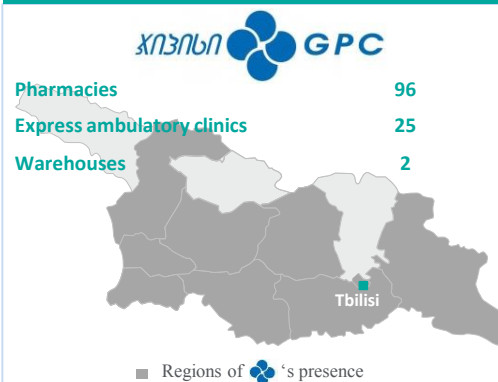 ჯიპისი GPC
Pharmacies 96
Express ambulatory clinics 25
Warehouses 2
Tbilisi
Regions of ‘s presence